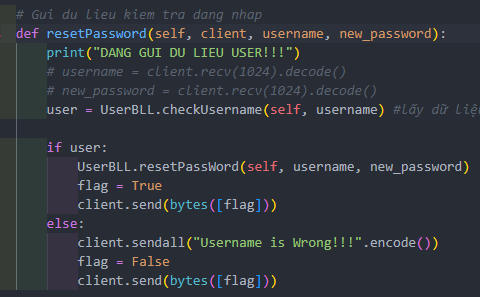 # Gui du lieu kiem tra dang nhap
def resetPassword(self, client, username, new_password):
print("DANG GUI DU LIEU USER!!!")
# username = client.recv(1024).decode()
# new_password = client.recv(1024).decode()
user = UserBLL.checkUsername(self, username) #lấy dữ liệ
if user:
UserBLL.resetPassWord(self, username, new_password)
flag = True
client.send(bytes([flag]))
else:
client.sendall("Username is Wrong!!!".encode())
flag = False
client.send(bytes([flag]))